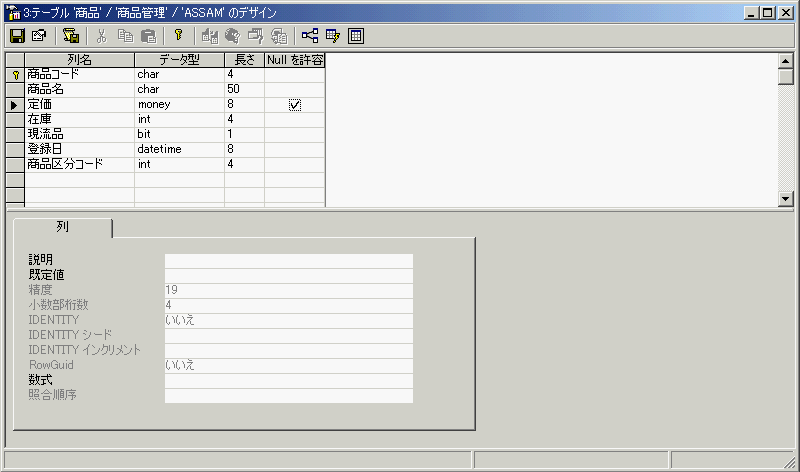 3:テーブル '商品' / '商品管理' / 'ASSAM' のデザイン
列名 データ型 長さ Null を許容
商品コード char 4
商品名 char 50
定価 money 8
在庫 int 4
現流品 bit 1
登録日 datetime 8
商品区分コード int 4
列
説明
既定値
精度 19
小数部桁数 4
IDENTITY いいえ
IDENTITY シード
IDENTITY インクリメント
RowGuid いいえ
数式
照合順序